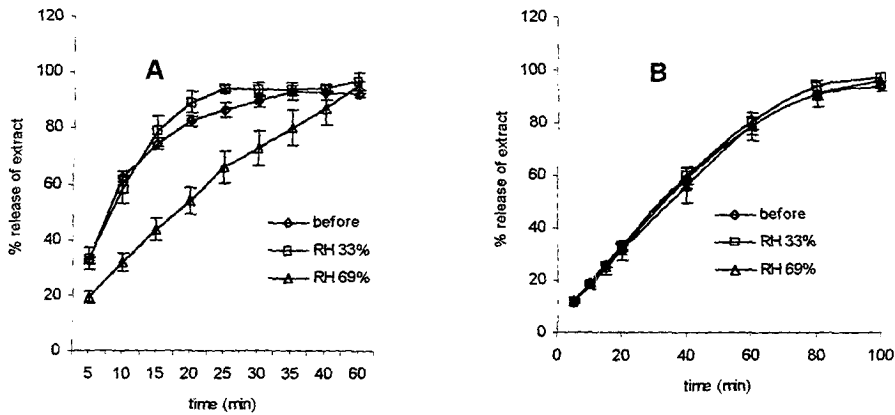 A
% release of extract
120
100
80
60
40
20
0
before
RH 33%
RH 69%
5 10 15 20 25 30 35 40 60
time (min)
B
% release of extract
120
100
80
60
40
20
0
before
RH 33%
RH 69%
0 20 40 60 80 100
time (min)